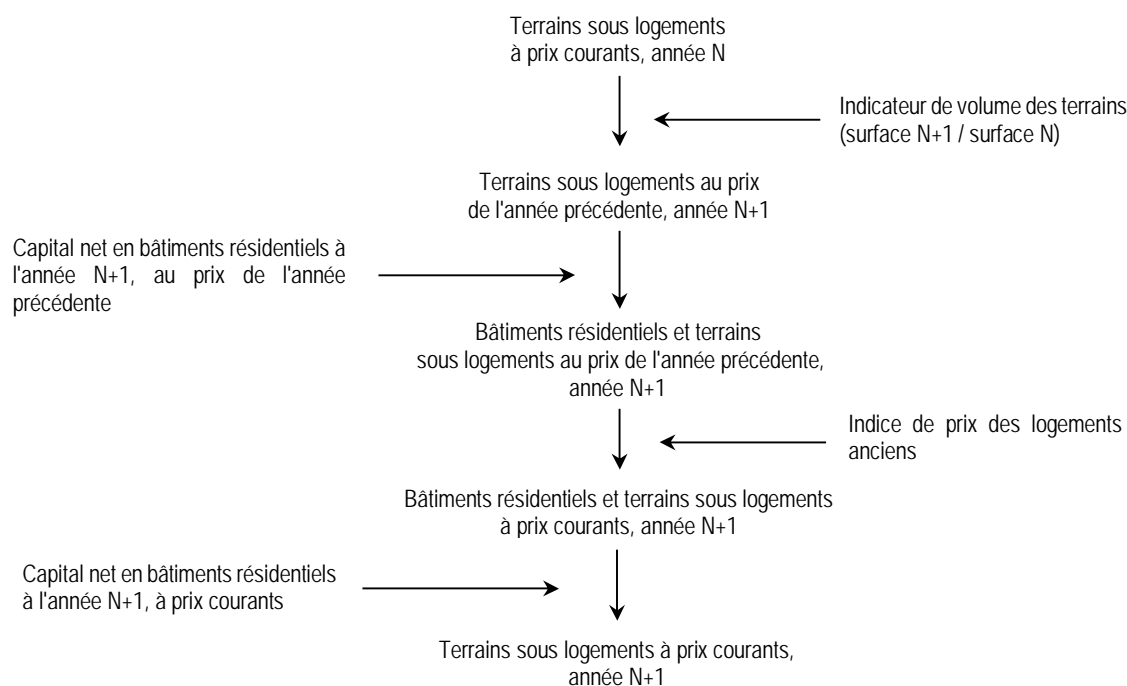 Terrains sous logements
à prix courants, année N
Indicateur de volume des terrains
(surface N+1 / surface N)
Terrains sous logements au prix
de l'année précédente, année N+1
Capital net en bâtiments résidentiels à
l'année N+1, au prix de l'année
précédente
Bâtiments résidentiels et terrains
sous logements au prix de l'année précédente,
année N+1
Indice de prix des logements
anciens
Bâtiments résidentiels et terrains sous logements
à prix courants, année N+1
Capital net en bâtiments résidentiels
à l'année N+1, à prix courants
Terrains sous logements à prix courants,
année N+1